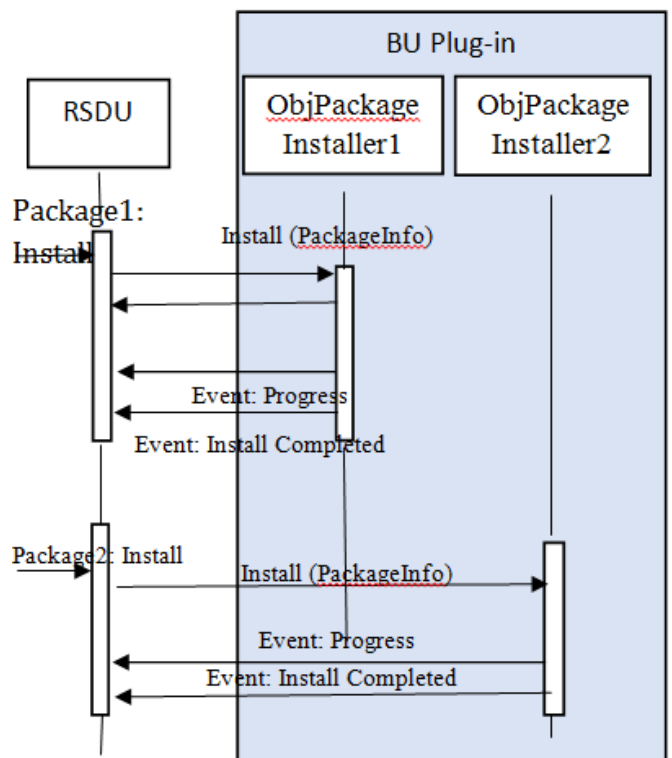 BU Plug-in
RSDU
ObjPackage
Installer1
ObjPackage
Installer2
Package1:
Install
Install (PackageInfo)
Event: Progress
Event: Install Completed
Package2: Install
Install (PackageInfo)
Event: Progress
Event: Install Completed